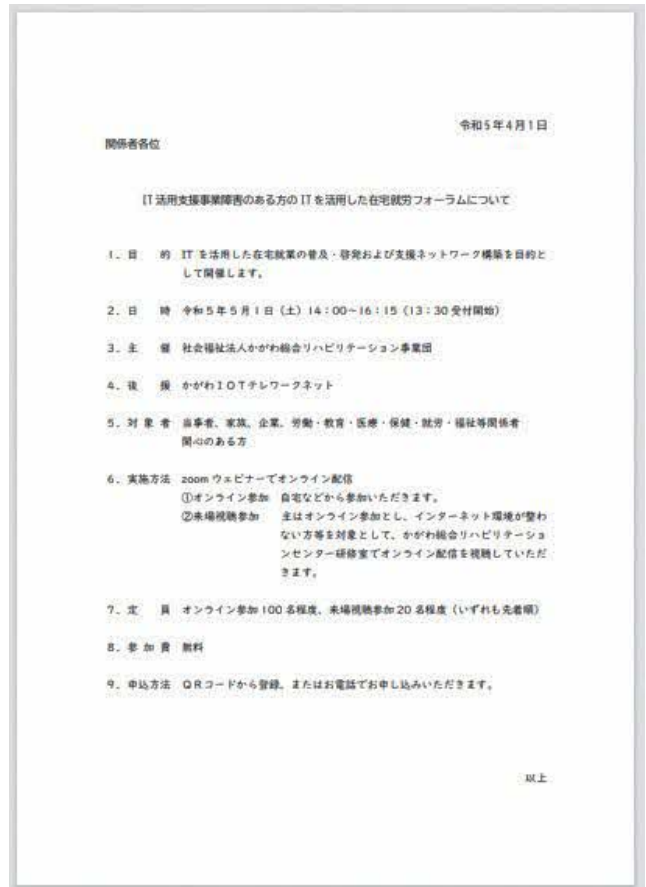 令和5年4月1日
関係者各位
IT活用支援事業障害のある方のITを活用した在宅就労フォーラムについて
1．目　的　IT を活用した在宅就業の普及・啓発および支援ネットワーク構築を目的と
して開催します。
2．日　時　令和5年5月1日（土）14：00～16：15（13：30受付開始）
3．主　催　社会福祉法人かがわ総合リハビリテーション事業団
4．後　援　かがわＩＯＴテレワークネット
5．対 象 者　当事者、家族、企業、労働・教育・医療・保健・就労・福祉等関係者
関心のある方
6．実施方法　zoom ウェビナーでオンライン配信
①オンライン参加　自宅などから参加いただきます。
②来場視聴参加　主はオンライン参加とし、インターネット環境が整わ
ない方等を対象として、かがわ総合リハビリテーショ
ンセンター研修室でオンライン配信を視聴していただ
きます。
7．定　員　オンライン参加100名程度、来場視聴参加20名程度（いずれも先着順）
8．参 加 費　無料
9．申込方法　ＱＲコードから登録、またはお電話でお申し込みいただきます。
以上